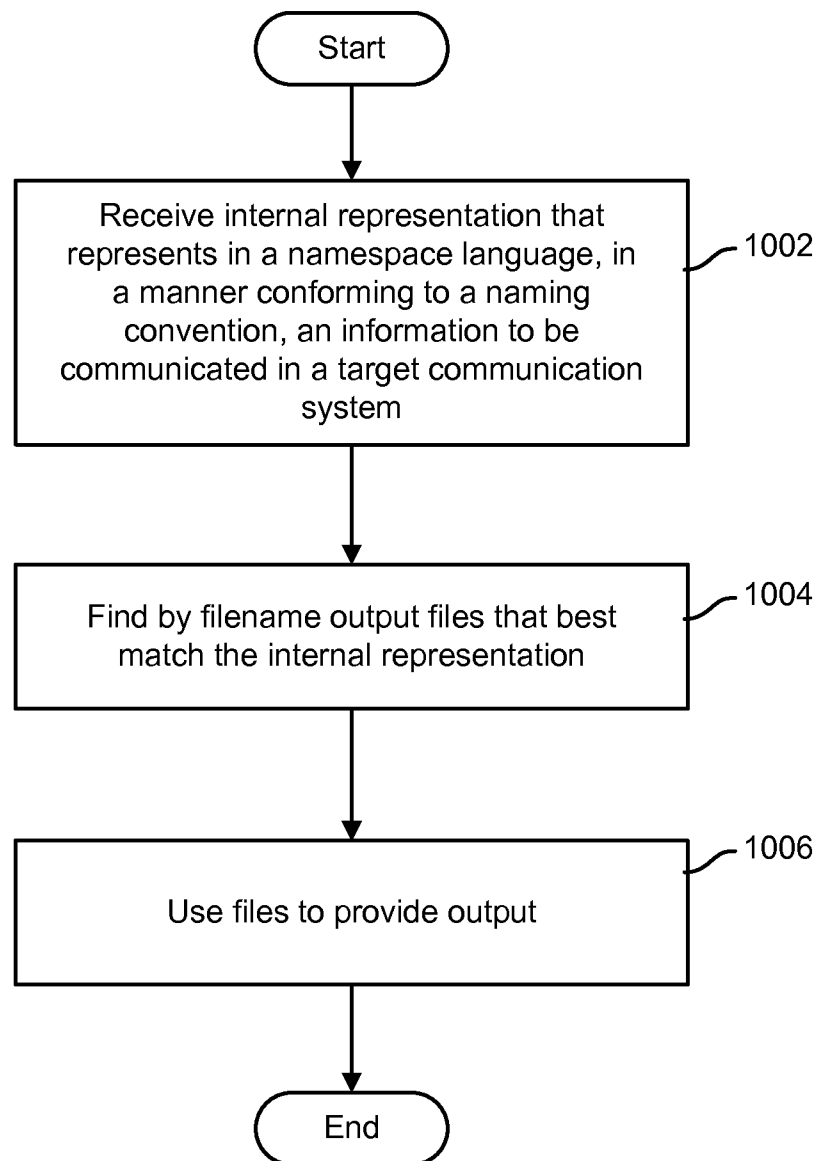 Start
Receive internal representation that
represents in a namespace language, in
a manner conforming to a naming
convention, an information to be
communicated in a target communication
system
1002
Find by filename output files that best
match the internal representation
1004
Use files to provide output
1006
End